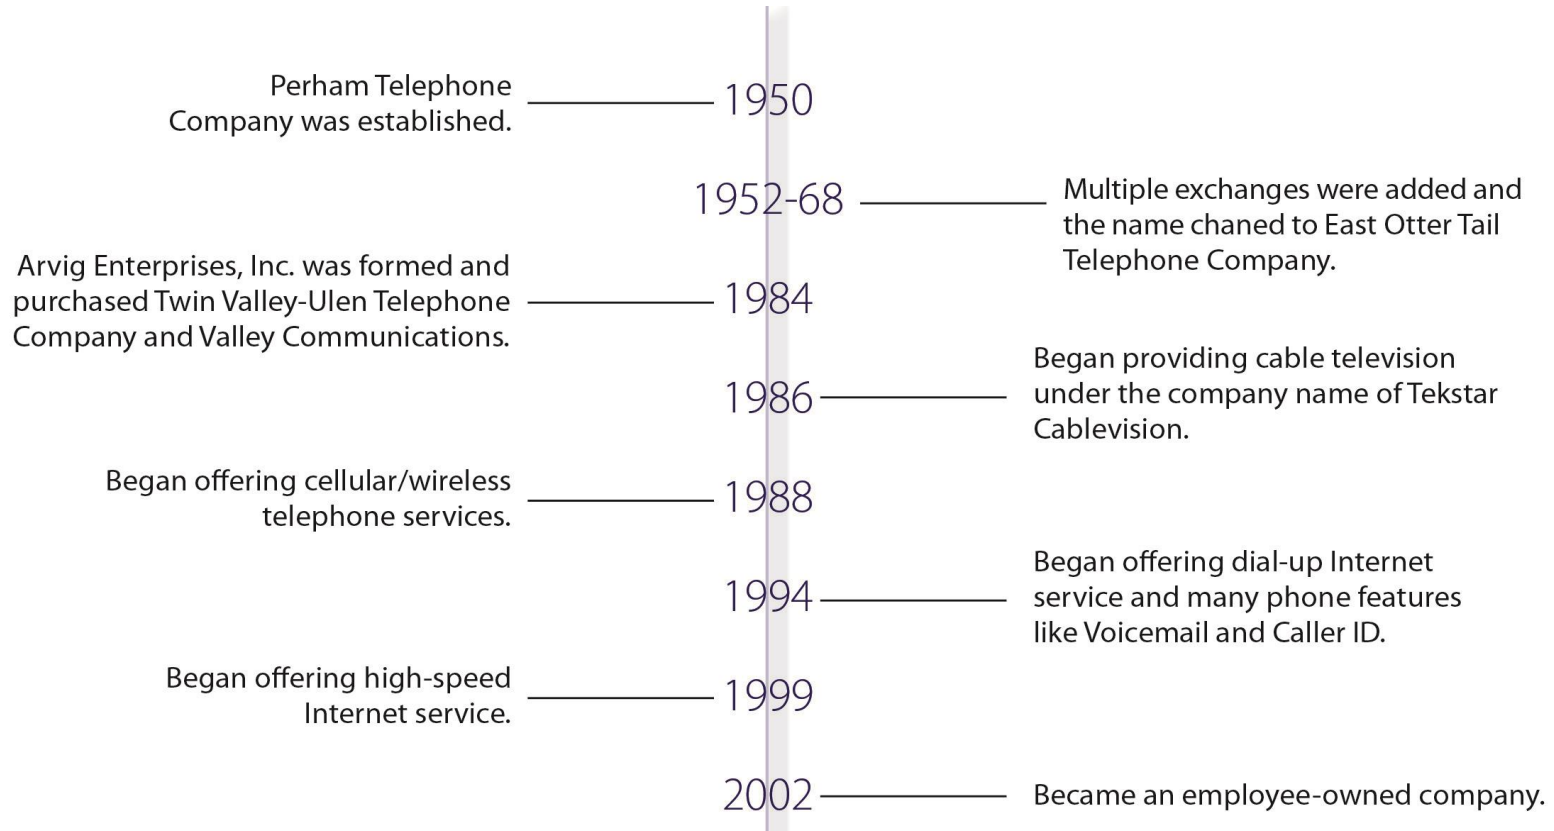 Perham Telephone
Company was established.
1950
1952-68
Multiple exchanges were added and
the name chaned to East Otter Tail
Telephone Company.
Arvig Enterprises, Inc. was formed and
purchased Twin Valley-Ulen Telephone
Company and Valley Communications.
1984
1986
Began providing cable television
under the company name of Tekstar
Cablevision.
Began offering cellular/wireless
telephone services.
1988
1994
Began offering dial-up Internet
service and many phone features
like Voicemail and Caller ID.
Began offering high-speed
Internet service.
1999
2002
Became an employee-owned company.